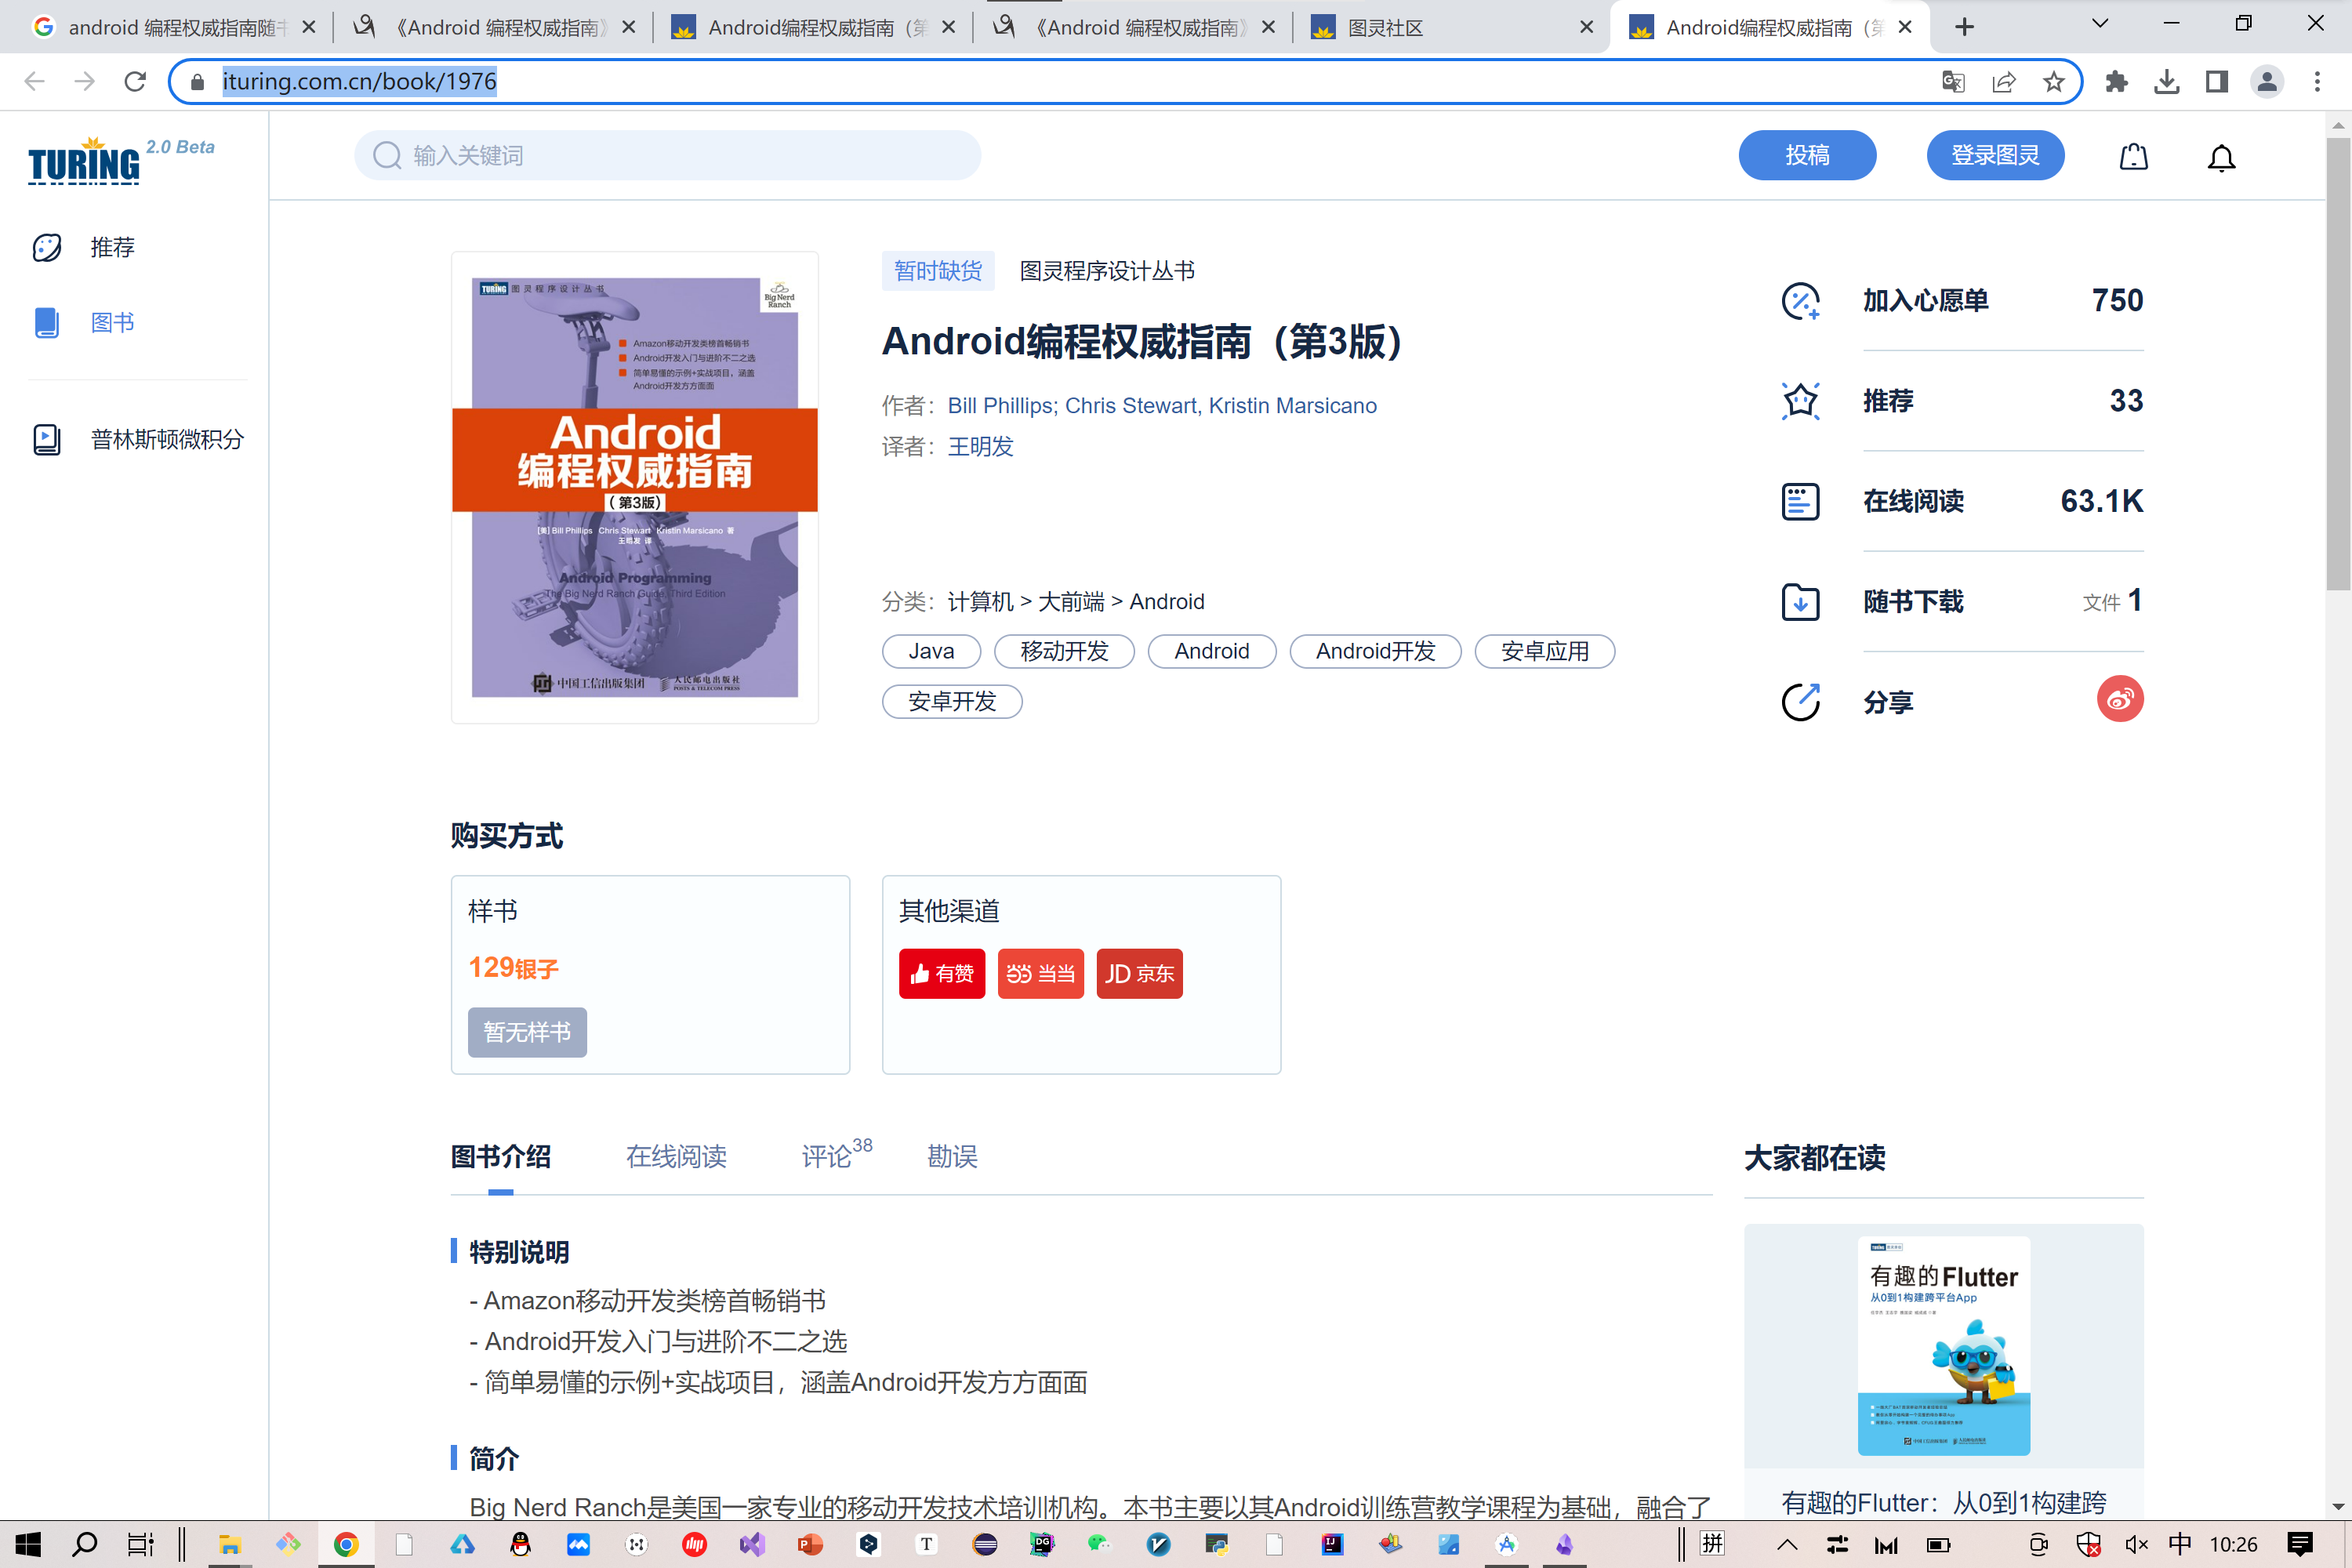 android 编程权威指南随书
《Android 编程权威指南》
Android编程权威指南（第
《Android 编程权威指南》
图灵社区
Android编程权威指南（第
ituring.com.cn/book/1976
TURING 2.0 Beta
输入关键词
投稿
登录图灵
推荐
图书
普林斯顿微积分
TURING 图灵程序设计丛书
Big Nerd
Ranch
Amazon移动开发类榜首畅销书
Android开发入门与进阶不二之选
简单易懂的示例+实战项目，涵盖
Android开发方方面面
Android
编程权威指南
（第3版）
[美] Bill Phillips Chris Stewart Kristin Marsicano 著
王明发 译
Android Programming
The Big Nerd Ranch Guide, Third Edition
中国工信出版集团 人民邮电出版社
POSTS & TELECOM PRESS
暂时缺货 图灵程序设计丛书
Android编程权威指南（第3版）
作者： Bill Phillips; Chris Stewart, Kristin Marsicano
译者： 王明发
分类： 计算机 > 大前端 > Android
Java 移动开发 Android Android开发 安卓应用
安卓开发
加入心愿单 750
推荐 33
在线阅读 63.1K
随书下载 文件 1
分享
购买方式
样书
129银子
暂无样书
其他渠道
有赞 当当 JD 京东
图书介绍 在线阅读 评论38 勘误
特别说明
- Amazon移动开发类榜首畅销书
- Android开发入门与进阶不二之选
- 简单易懂的示例+实战项目，涵盖Android开发方方面面
简介
Big Nerd Ranch是美国一家专业的移动开发技术培训机构。本书主要以其Android训练营教学课程为基础，融合了
大家都在读
有趣的Flutter
从0到1构建跨平台App
有趣的Flutter：从0到1构建跨
拼
中 10:26